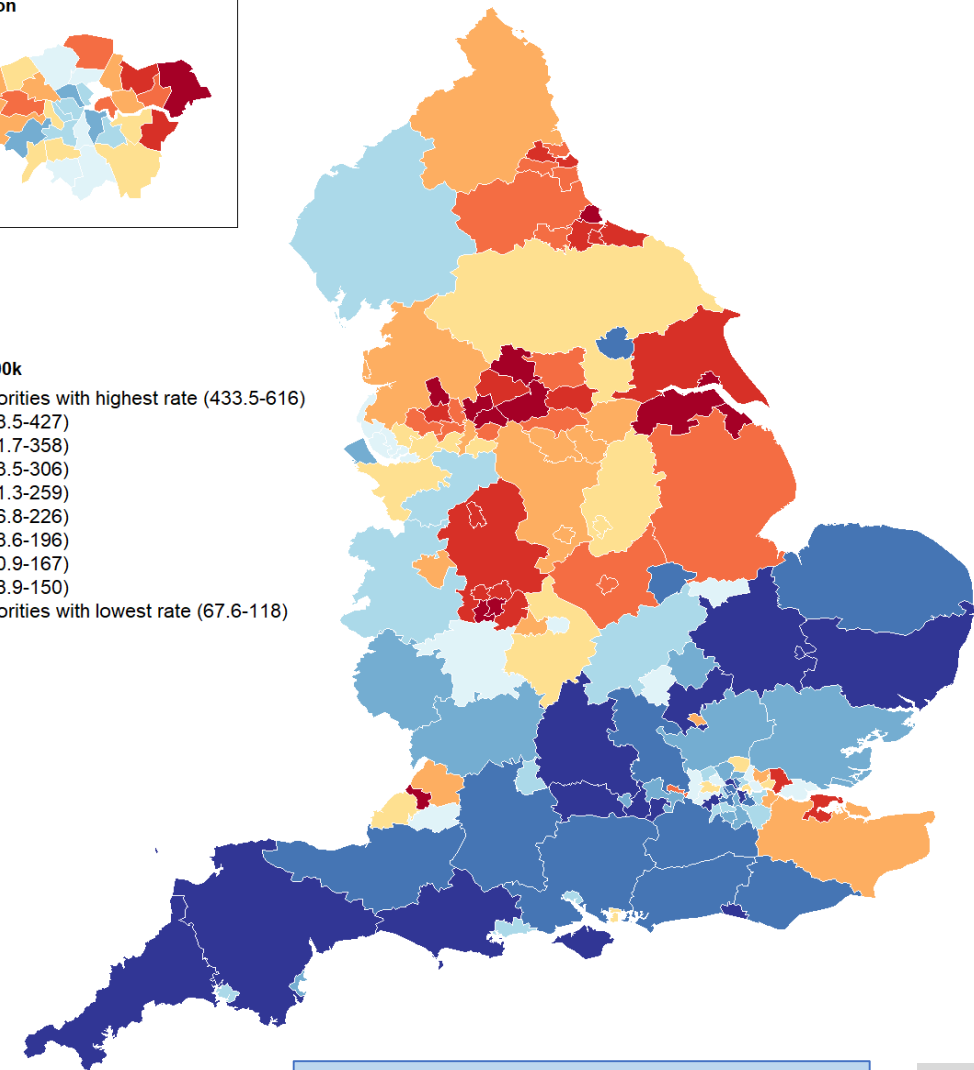 on
00k
orities with highest rate (433.5-616)
8.5-427)
1.7-358)
3.5-306)
1.3-259)
6.8-226)
8.6-196)
0.9-167)
8.9-150)
orities with lowest rate (67.6-118)